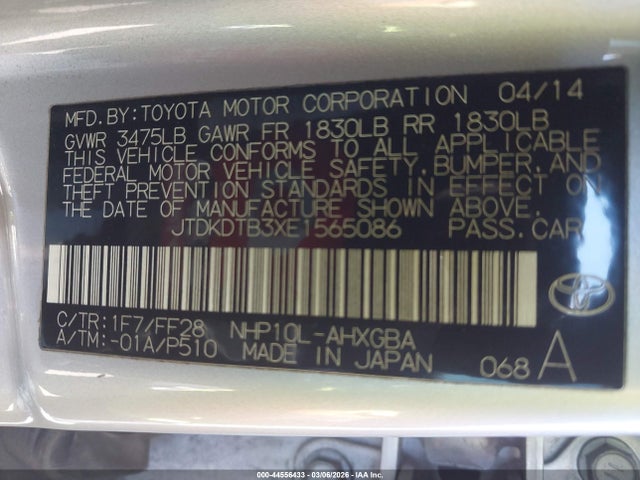 MFD.BY:TOYOTA MOTOR CORPORATION 04/14
GVWR 3475LB GAWR FR 1830LB RR 1830LB
THIS VEHICLE CONFORMS TO ALL APPLICABLE
FEDERAL MOTOR VEHICLE SAFETY,BUMPER,AND
THEFT PREVENTION STANDARDS IN EFFECT ON
THE DATE OF MANUFACTURE SHOWN ABOVE.
JTDKDTB3XE1565086 PASS.CAR
C/TR:1F7/FF28 NHP10L-AHXGBA
A/TM:-01A/P510 MADE IN JAPAN 068 A
000-44556433 - 03/06/2026 - IAA Inc.